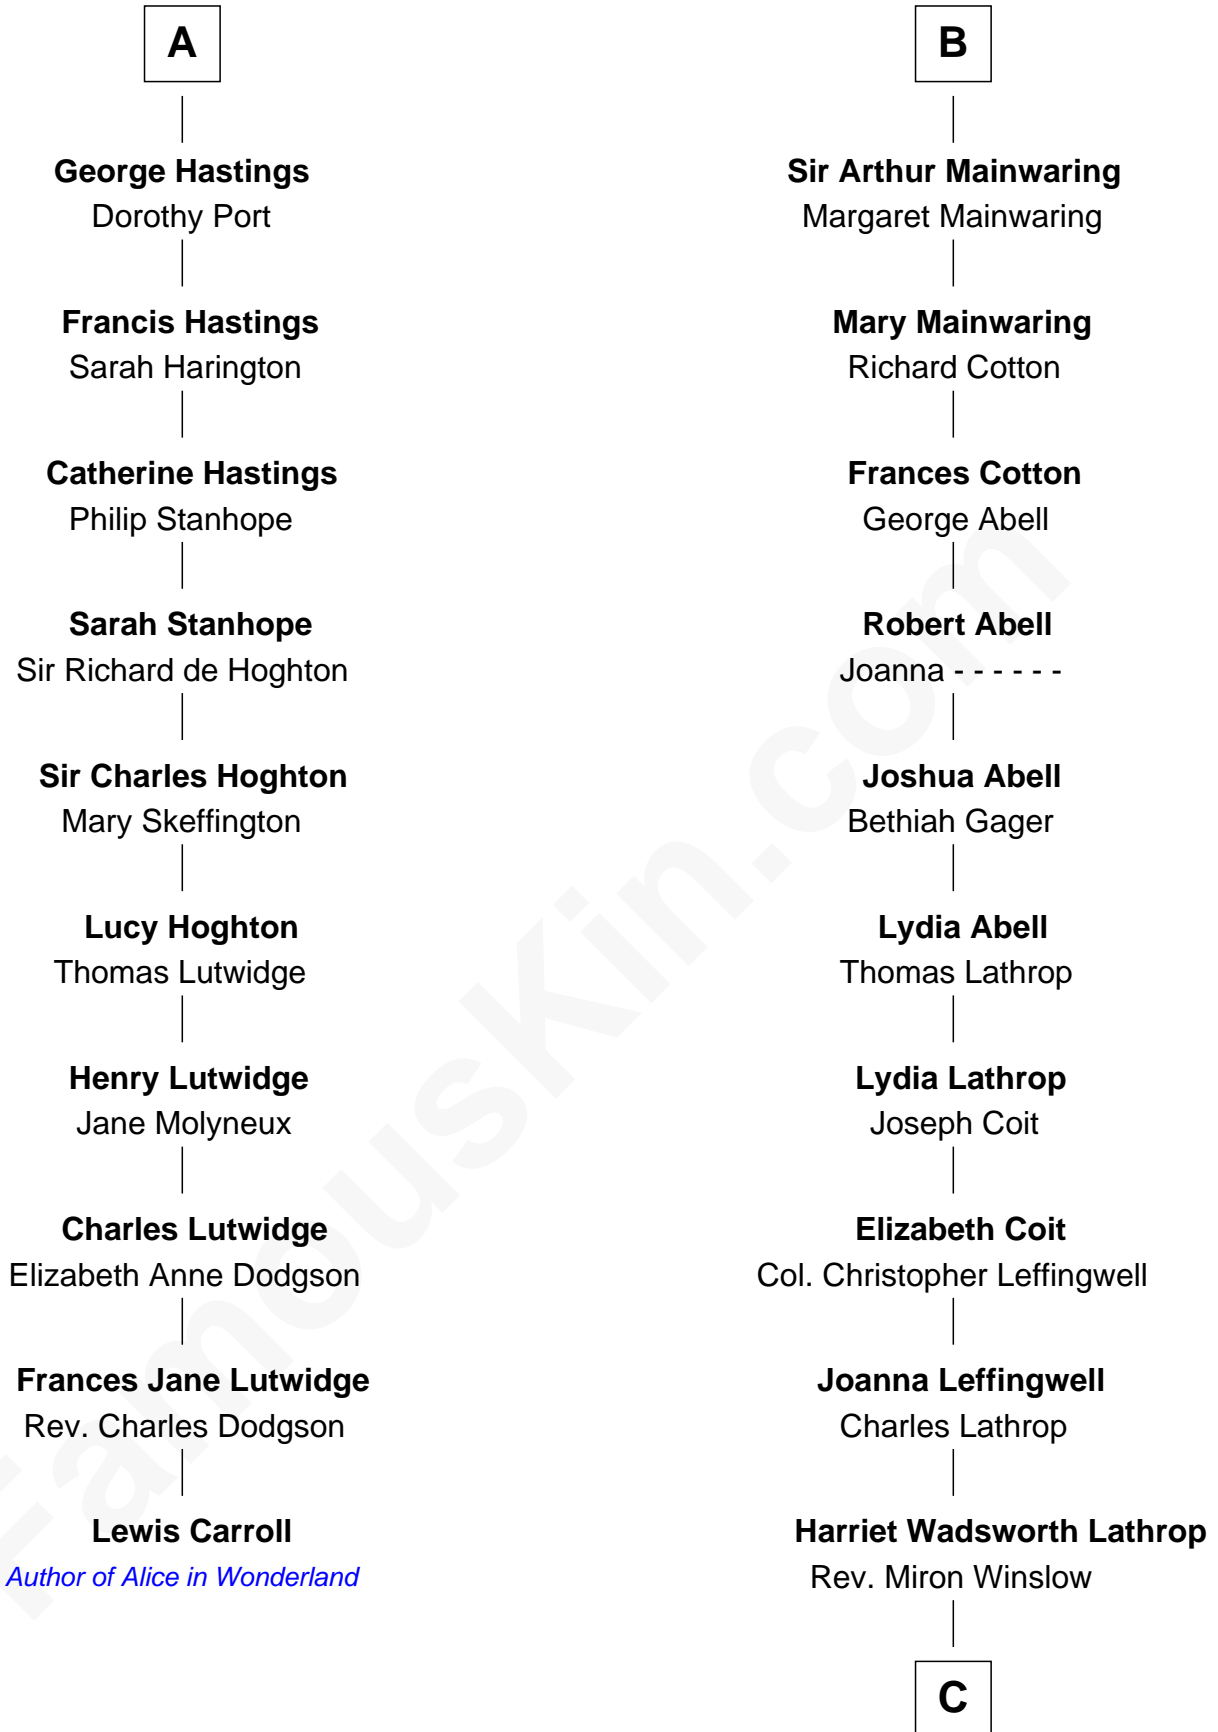 A
George Hastings
Dorothy Port
Francis Hastings
Sarah Harington
Catherine Hastings
Philip Stanhope
Sarah Stanhope
Sir Richard de Hoghton
Sir Charles Hoghton
Mary Skeffington
Lucy Hoghton
Thomas Lutwidge
Henry Lutwidge
Jane Molyneux
Charles Lutwidge
Elizabeth Anne Dodgson
Frances Jane Lutwidge
Rev. Charles Dodgson
Lewis Carroll
Author of Alice in Wonderland
B
Sir Arthur Mainwaring
Margaret Mainwaring
Mary Mainwaring
Richard Cotton
Frances Cotton
George Abell
Robert Abell
Joanna - - - - - -
Joshua Abell
Bethiah Gager
Lydia Abell
Thomas Lathrop
Lydia Lathrop
Joseph Coit
Elizabeth Coit
Col. Christopher Leffingwell
Joanna Leffingwell
Charles Lathrop
Harriet Wadsworth Lathrop
Rev. Miron Winslow
C
FamousKin.com